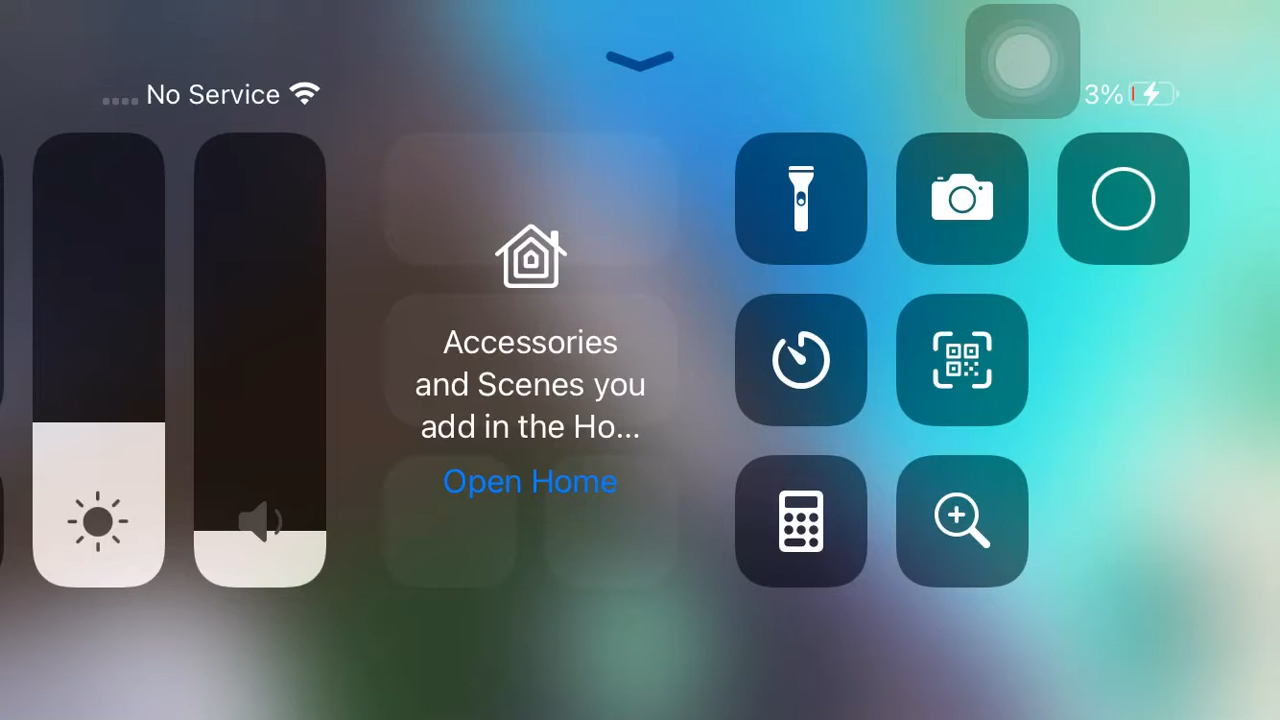 No Service
3%
Accessories
and Scenes you
add in the Ho...
Open Home